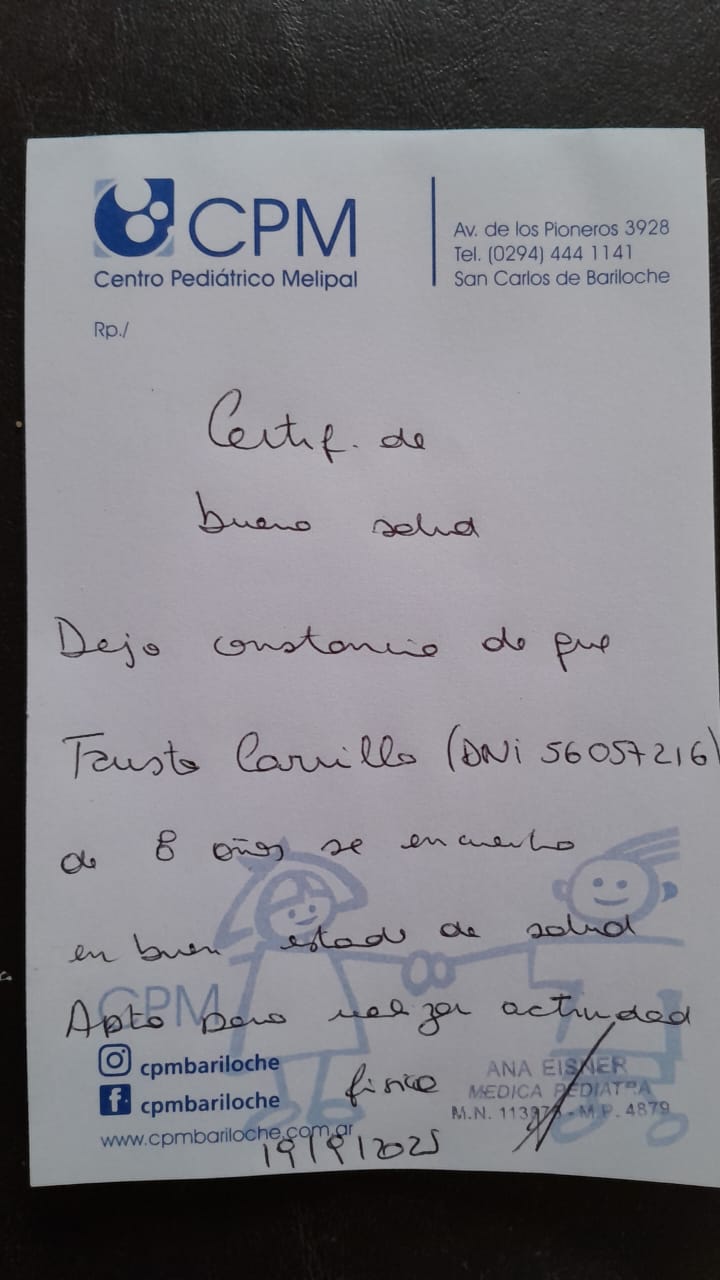 CPM
Centro Pediátrico Melipal
Av. de los Pioneros 3928
Tel. (0294) 444 1141
San Carlos de Bariloche
Rp./
Certif. de
buena salud
Dejo constancia de que
Fausto Carrillo (DNi 56057216)
de 8 años se encuentra
en buen estado de salud
Apto para realizar actividad
física
CPM
cpmbariloche
cpmbariloche
www.cpmbariloche.com.ar
ANA EISNER
MEDICA PEDIATRA
M.N. - M.P. 4879
19/9/2025